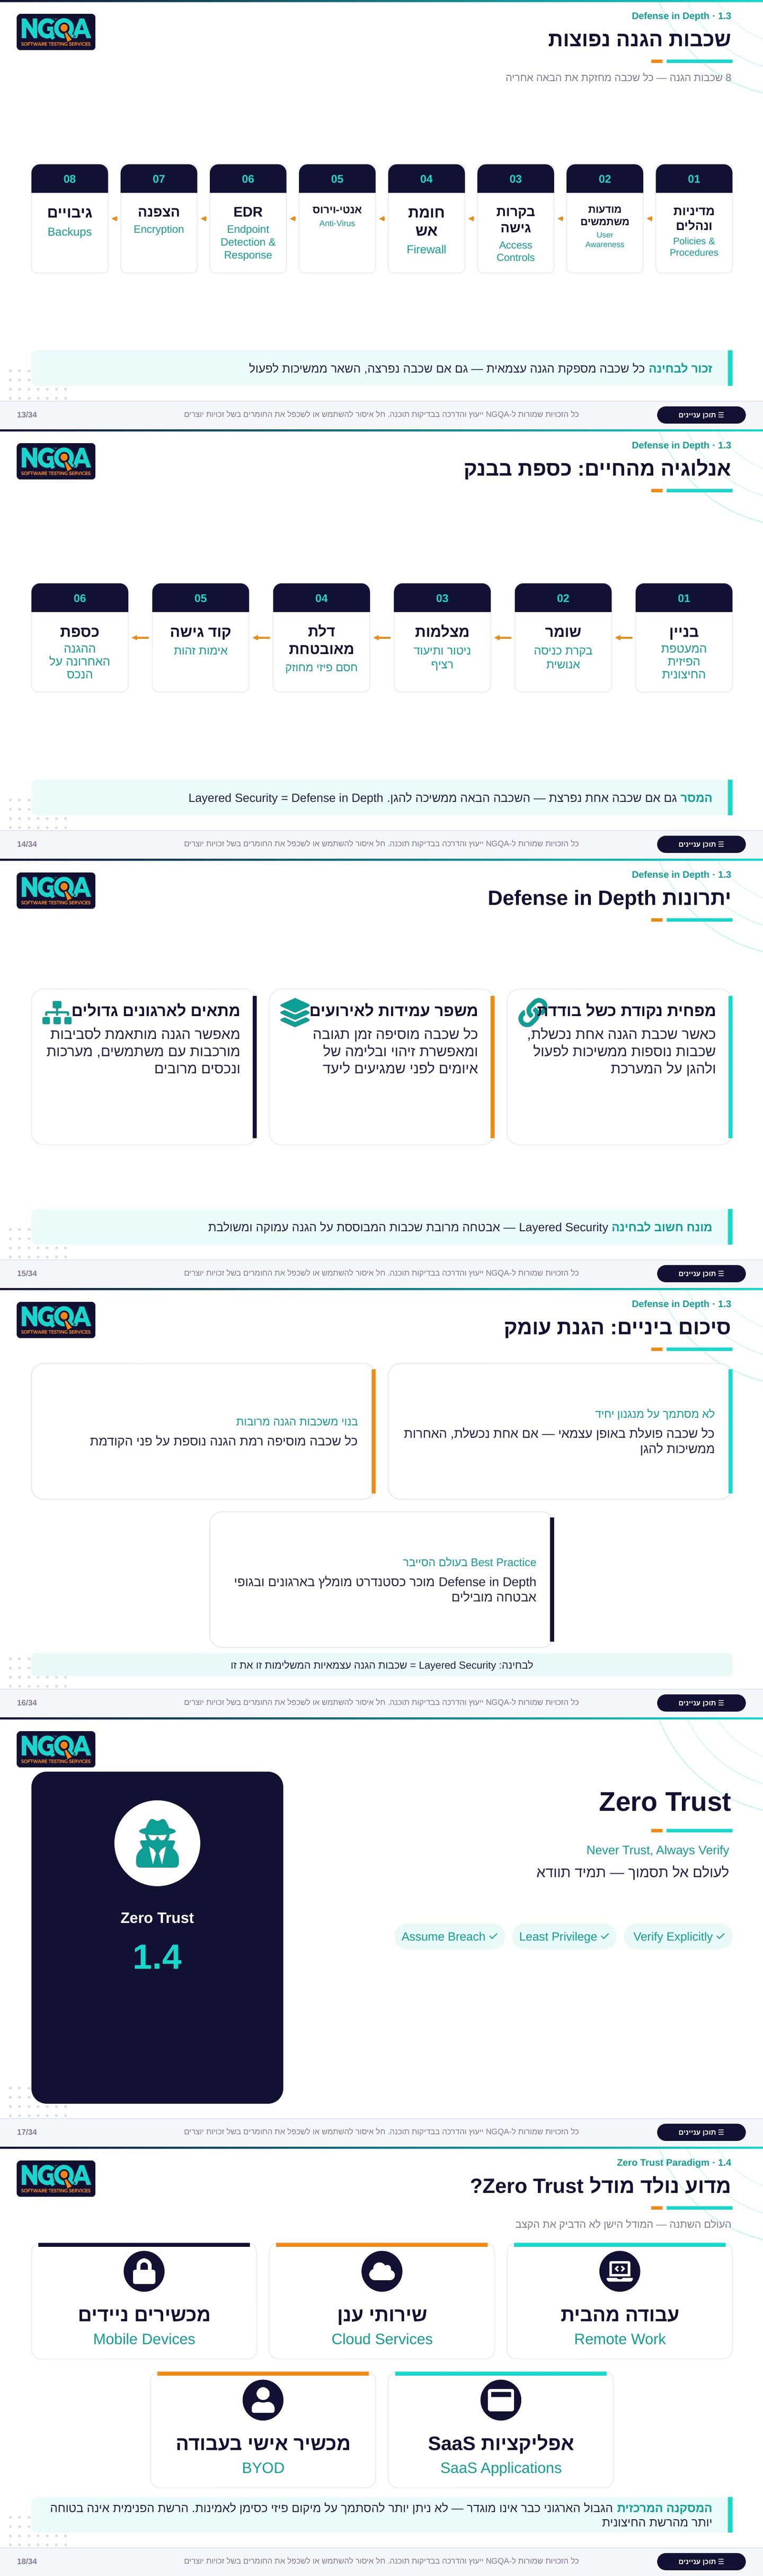 NGQA
SOFTWARE TESTING SERVICES
Defense in Depth · 1.3
שכבות הגנה נפוצות
8 שכבות הגנה — כל שכבה מחזקת את הבאה אחריה
01
מדיניות
ונהלים
Policies &
Procedures
02
מודעות
משתמשים
User
Awareness
03
בקרות
גישה
Access
Controls
04
חומת
אש
Firewall
05
אנטי-וירוס
Anti-Virus
06
EDR
Endpoint
Detection &
Response
07
הצפנה
Encryption
08
גיבויים
Backups
זכור לבחינה כל שכבה מספקת הגנה עצמאית — גם אם שכבה נפרצה, השאר ממשיכות לפעול
☰ תוכן עניינים
כל הזכויות שמורות ל-NGQA ייעוץ והדרכה בבדיקות תוכנה. חל איסור להשתמש או לשכפל את החומרים בשל זכויות יוצרים
13/34
NGQA
SOFTWARE TESTING SERVICES
Defense in Depth · 1.3
אנלוגיה מהחיים: כספת בבנק
01
בניין
המעטפת
הפיזית
החיצונית
02
שומר
בקרת כניסה
אנושית
03
מצלמות
ניטור ותיעוד
רציף
04
דלת
מאובטחת
חסם פיזי מחוזק
05
קוד גישה
אימות זהות
06
כספת
ההגנה
האחרונה על
הנכס
המסר גם אם שכבה אחת נפרצת — השכבה הבאה ממשיכה להגן. Layered Security = Defense in Depth
☰ תוכן עניינים
כל הזכויות שמורות ל-NGQA ייעוץ והדרכה בבדיקות תוכנה. חל איסור להשתמש או לשכפל את החומרים בשל זכויות יוצרים
14/34
NGQA
SOFTWARE TESTING SERVICES
Defense in Depth · 1.3
יתרונות Defense in Depth
מפחית נקודת כשל בודדת
כאשר שכבת הגנה אחת נכשלת,
שכבות נוספות ממשיכות לפעול
ולהגן על המערכת
משפר עמידות לאירועים
כל שכבה מוסיפה זמן תגובה
ומאפשרת זיהוי ובלימה של
איומים לפני שמגיעים ליעד
מתאים לארגונים גדולים
מאפשר הגנה מותאמת לסביבות
מורכבות עם משתמשים, מערכות
ונכסים מרובים
מונח חשוב לבחינה Layered Security — אבטחה מרובת שכבות המבוססת על הגנה עמוקה ומשולבת
☰ תוכן עניינים
כל הזכויות שמורות ל-NGQA ייעוץ והדרכה בבדיקות תוכנה. חל איסור להשתמש או לשכפל את החומרים בשל זכויות יוצרים
15/34
NGQA
SOFTWARE TESTING SERVICES
Defense in Depth · 1.3
סיכום ביניים: הגנת עומק
לא מסתמך על מנגנון יחיד
כל שכבה פועלת באופן עצמאי — אם אחת נכשלת, האחרות
ממשיכות להגן
בנוי משכבות הגנה מרובות
כל שכבה מוסיפה רמת הגנה נוספת על פני הקודמת
Best Practice בעולם הסייבר
Defense in Depth מוכר כסטנדרט מומלץ בארגונים ובגופי
אבטחה מובילים
לבחינה: Layered Security = שכבות הגנה עצמאיות המשלימות זו את זו
☰ תוכן עניינים
כל הזכויות שמורות ל-NGQA ייעוץ והדרכה בבדיקות תוכנה. חל איסור להשתמש או לשכפל את החומרים בשל זכויות יוצרים
16/34
NGQA
SOFTWARE TESTING SERVICES
Zero Trust
Never Trust, Always Verify
לעולם אל תסמוך — תמיד תוודא
Verify Explicitly ✓
Least Privilege ✓
Assume Breach ✓
Zero Trust
1.4
☰ תוכן עניינים
כל הזכויות שמורות ל-NGQA ייעוץ והדרכה בבדיקות תוכנה. חל איסור להשתמש או לשכפל את החומרים בשל זכויות יוצרים
17/34
NGQA
SOFTWARE TESTING SERVICES
Zero Trust Paradigm · 1.4
מדוע נולד מודל Zero Trust?
העולם השתנה — המודל הישן לא הדביק את הקצב
עבודה מהבית
Remote Work
שירותי ענן
Cloud Services
מכשירים ניידים
Mobile Devices
אפליקציות SaaS
SaaS Applications
מכשיר אישי בעבודה
BYOD
המסקנה המרכזית הגבול הארגוני כבר אינו מוגדר — לא ניתן יותר להסתמך על מיקום פיזי כסימן לאמינות. הרשת הפנימית אינה בטוחה
יותר מהרשת החיצונית
☰ תוכן עניינים
כל הזכויות שמורות ל-NGQA ייעוץ והדרכה בבדיקות תוכנה. חל איסור להשתמש או לשכפל את החומרים בשל זכויות יוצרים
18/34